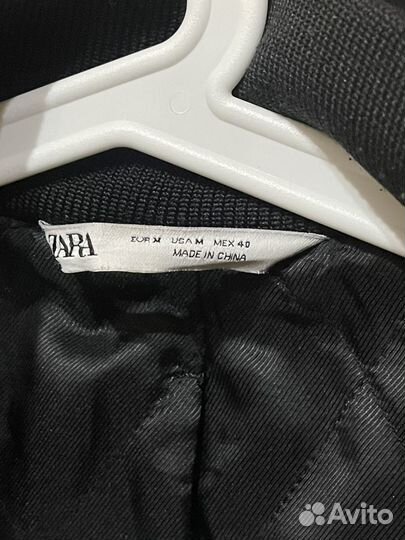 ZARA
EUR M USA M MEX 40
MADE IN CHINA
Avito